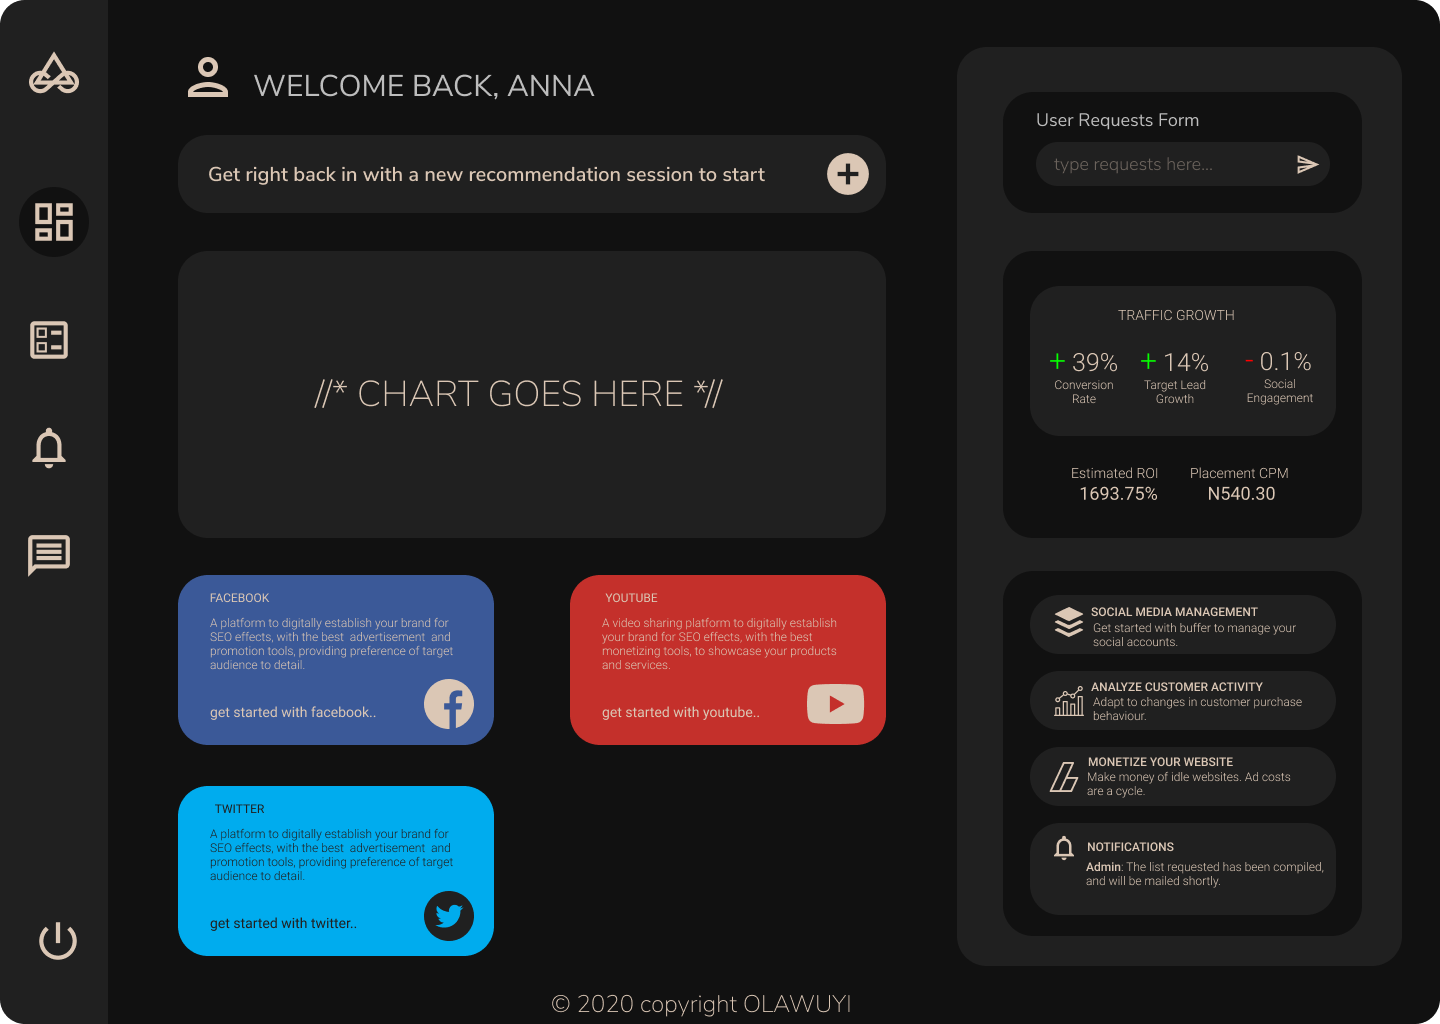 WELCOME BACK, ANNA
Get right back in with a new recommendation session to start
//* CHART GOES HERE *//
FACEBOOK
A platform to digitally establish your brand for
SEO effects, with the best advertisement and
promotion tools, providing preference of target
audience to detail.
get started with facebook..
YOUTUBE
A video sharing platform to digitally establish
your brand for SEO effects, with the best
monetizing tools, to showcase your products
and services.
get started with youtube..
TWITTER
A platform to digitally establish your brand for
SEO effects, with the best advertisement and
promotion tools, providing preference of target
audience to detail.
get started with twitter..
User Requests Form
type requests here...
TRAFFIC GROWTH
+ 39%
Conversion
Rate
+ 14%
Target Lead
Growth
- 0.1%
Social
Engagement
Estimated ROI
1693.75%
Placement CPM
N540.30
SOCIAL MEDIA MANAGEMENT
Get started with buffer to manage your
social accounts.
ANALYZE CUSTOMER ACTIVITY
Adapt to changes in customer purchase
behaviour.
MONETIZE YOUR WEBSITE
Make money of idle websites. Ad costs
are a cycle.
NOTIFICATIONS
Admin: The list requested has been compiled,
and will be mailed shortly.
© 2020 copyright OLAWUYI